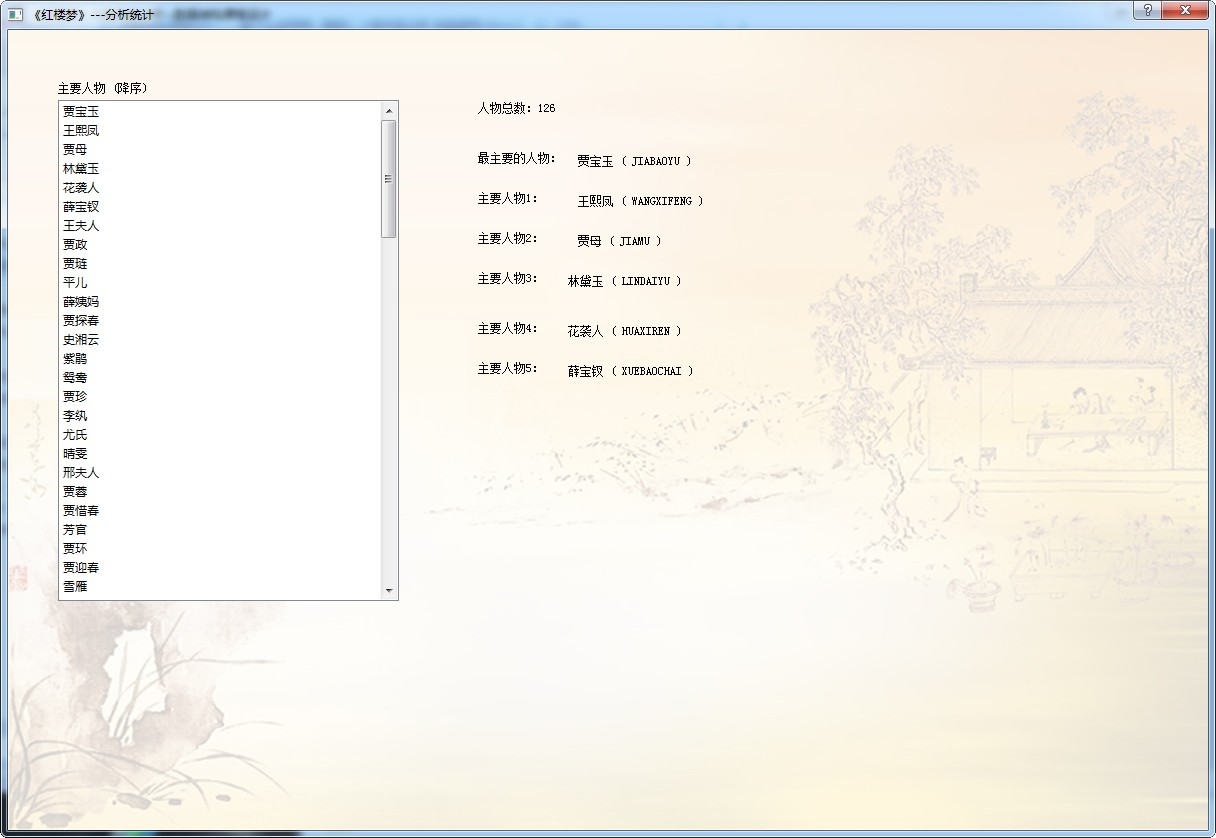 《红楼梦》---分析统计
主要人物（降序）
贾宝玉
王熙凤
贾母
林黛玉
花袭人
薛宝钗
王夫人
贾政
贾琏
平儿
薛姨妈
贾探春
史湘云
紫鹃
鸳鸯
贾珍
李纨
尤氏
晴雯
邢夫人
贾蓉
贾惜春
芳官
贾环
贾迎春
雪雁
人物总数：126
最主要的人物： 贾宝玉 （ JIABAOYU ）
主要人物1： 王熙凤 （ WANGXIFENG ）
主要人物2： 贾母 （ JIAMU ）
主要人物3： 林黛玉 （ LINDAIYU ）
主要人物4： 花袭人 （ HUAXIREN ）
主要人物5： 薛宝钗 （ XUEBAOCHAI ）